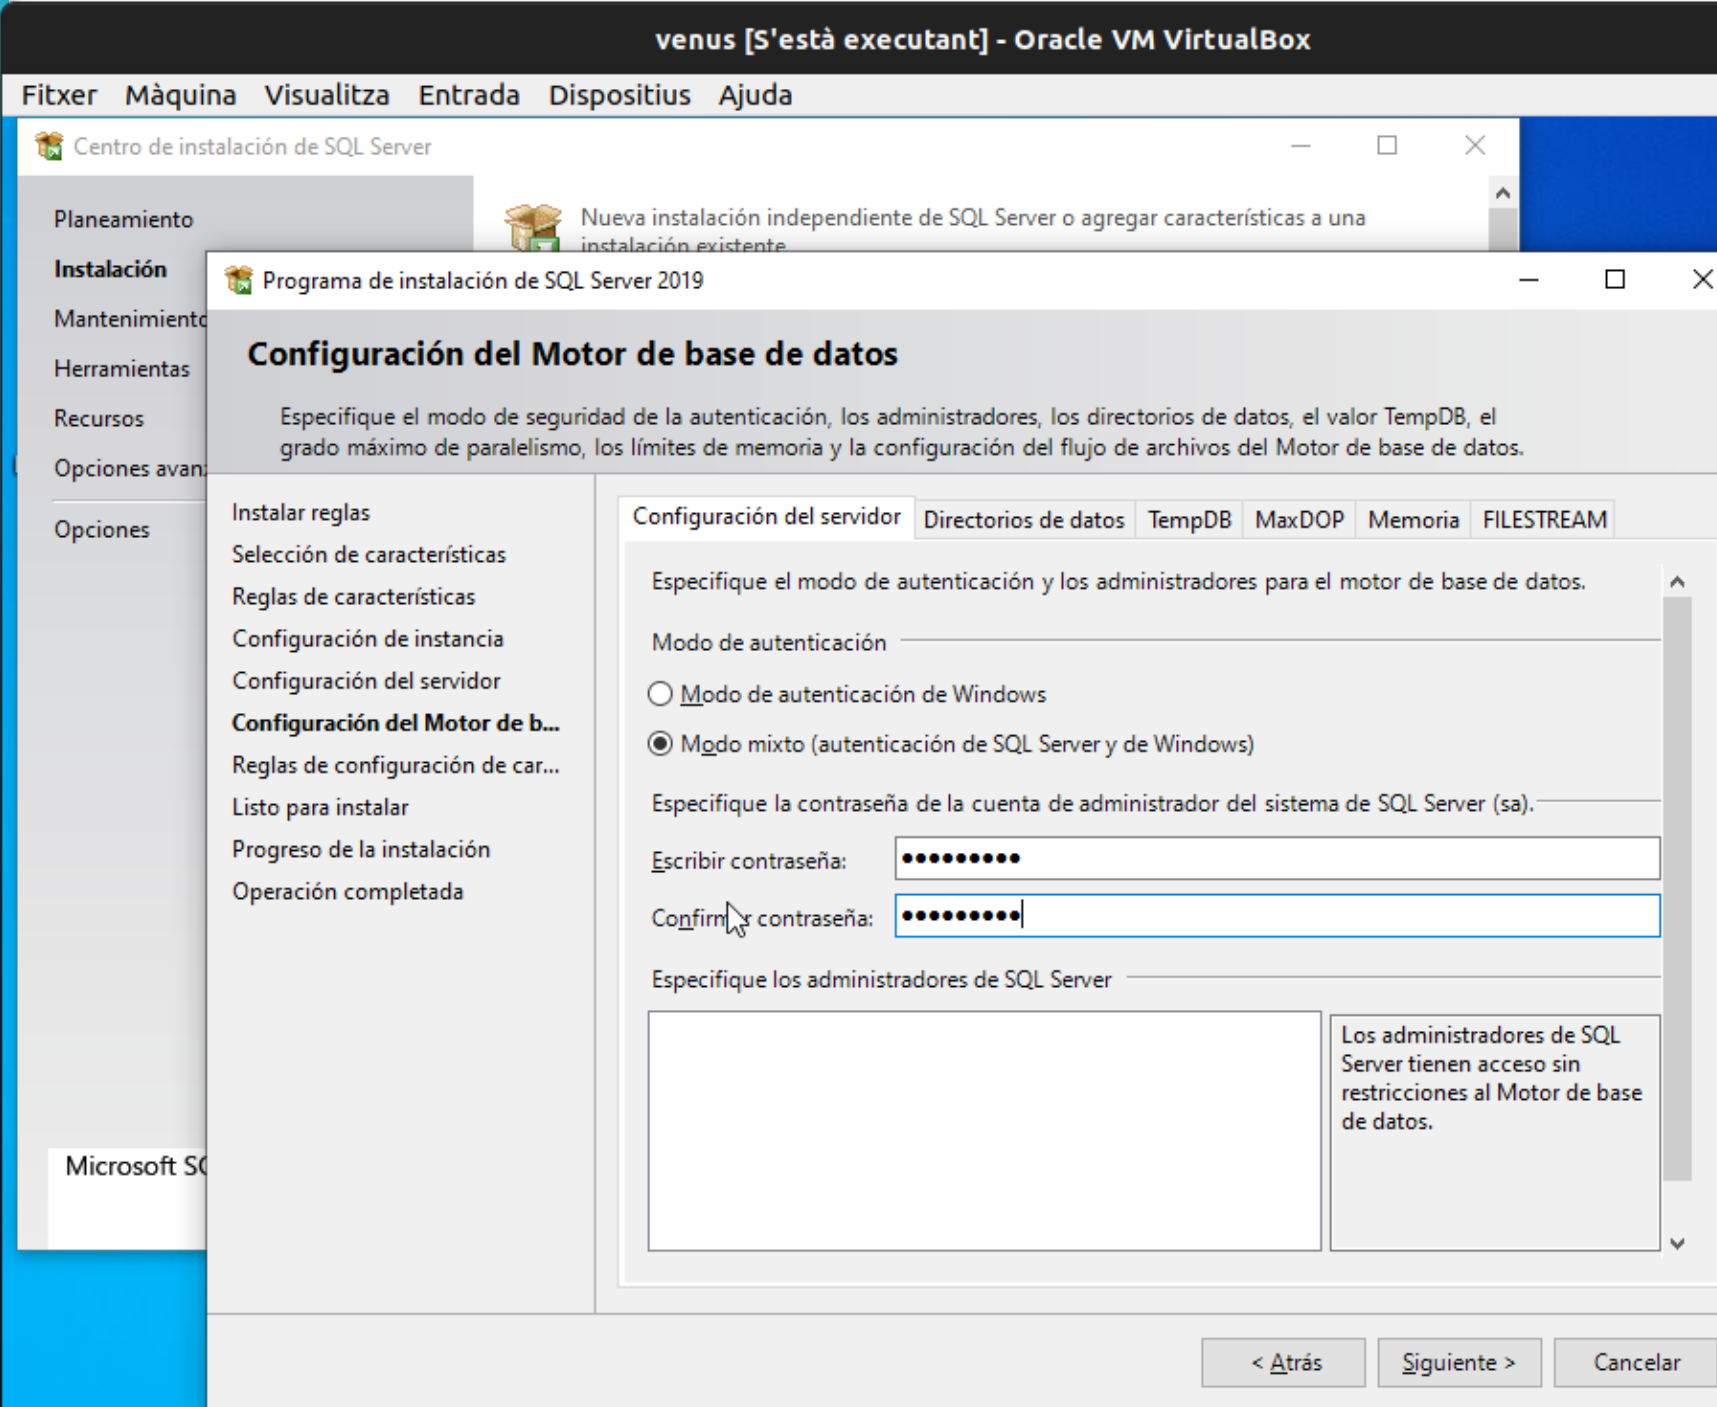 venus [S'està executant] - Oracle VM VirtualBox
Fitxer Màquina Visualitza Entrada Dispositius Ajuda
Centro de instalación de SQL Server
Planeamiento
Instalación
Mantenimiento
Herramientas
Recursos
Opciones avan
Opciones
Microsoft SQ
Nueva instalación independiente de SQL Server o agregar características a una
instalación existente
Programa de instalación de SQL Server 2019
Configuración del Motor de base de datos
Especifique el modo de seguridad de la autenticación, los administradores, los directorios de datos, el valor TempDB, el
grado máximo de paralelismo, los límites de memoria y la configuración del flujo de archivos del Motor de base de datos.
Instalar reglas
Selección de características
Reglas de características
Configuración de instancia
Configuración del servidor
Configuración del Motor de b...
Reglas de configuración de car...
Listo para instalar
Progreso de la instalación
Operación completada
Configuración del servidor Directorios de datos TempDB MaxDOP Memoria FILESTREAM
Especifique el modo de autenticación y los administradores para el motor de base de datos.
Modo de autenticación
Modo de autenticación de Windows
Modo mixto (autenticación de SQL Server y de Windows)
Especifique la contraseña de la cuenta de administrador del sistema de SQL Server (sa).
Escribir contraseña: ●●●●●●●●●
Confirmar contraseña: ●●●●●●●●●
Especifique los administradores de SQL Server
Los administradores de SQL
Server tienen acceso sin
restricciones al Motor de base
de datos.
< Atrás Siguiente > Cancelar